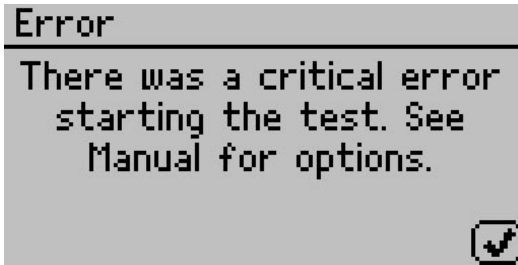 Error
There was a critical error
starting the test. See
Manual for options.